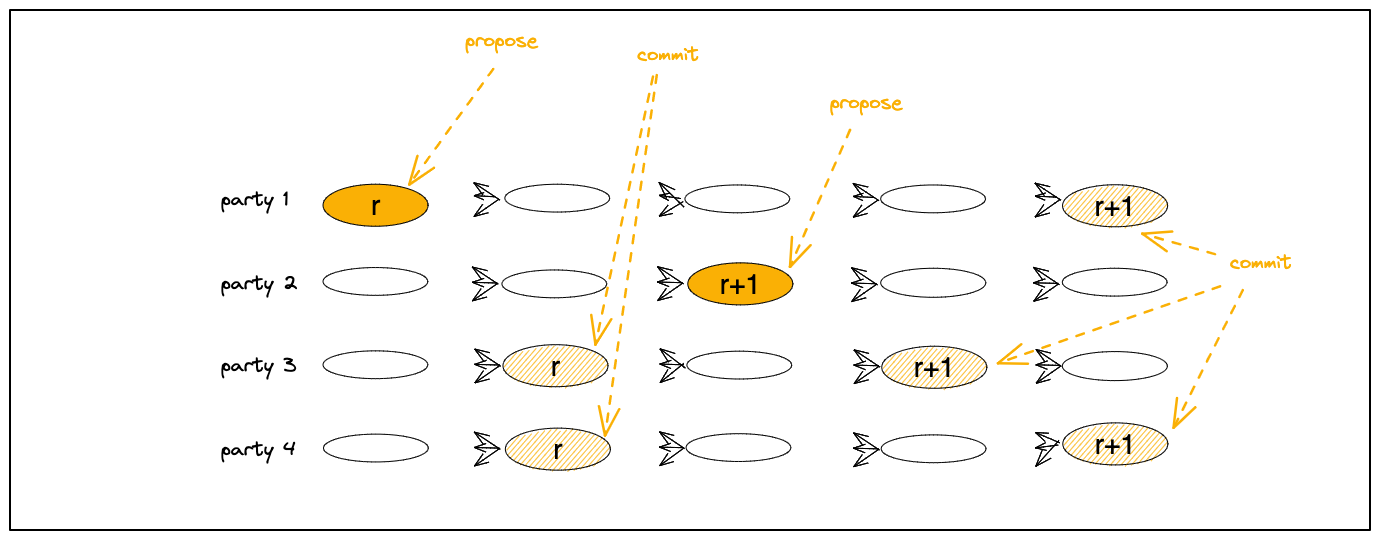 propose
commit
propose
party 1
r
r+1
party 2
r+1
commit
party 3
r
r+1
party 4
r
r+1